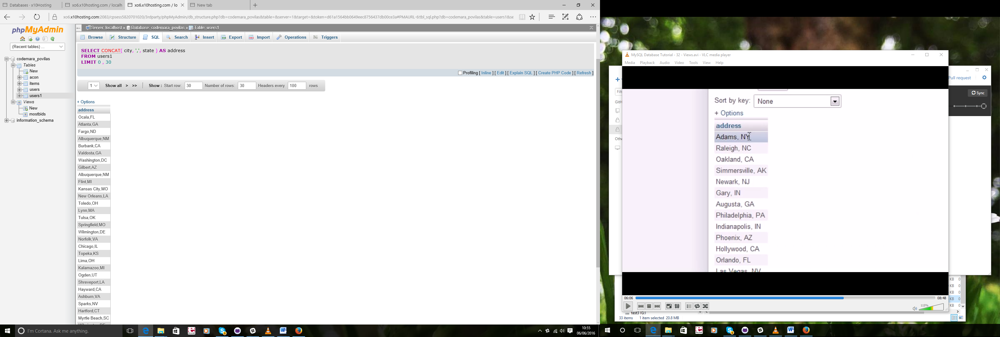 Databases - x10Hosting
xo6.x10hosting.com / localh
xo6.x10hosting.com / lo
New tab
xo6.x10hosting.com:2083/cpsess5820701020/3rdparty/phpMyAdmin/db_structure.php?db=codemara_povilas&table=&server=1&target=&token=d61a1564bb0649eec8756437db00ce3a#PMAURL-6:tbl_sql.php?db=codemara_povilas&table=users1&se
phpMyAdmin
(Recent tables) ...
codemara_povilas
Tables
New
acon
items
users
users1
Views
New
mostbids
information_schema
Server: localhost » Database: codemara_povilas » Table: users1
Browse Structure SQL Search Insert Export Import Operations Triggers
SELECT CONCAT( city, ',', state ) AS address
FROM users1
LIMIT 0 , 30
Profiling [ Inline ] [ Edit ] [ Explain SQL ] [ Create PHP Code ] [ Refresh ]
1 Show all > >> Show : Start row: 30 Number of rows: 30 Headers every 100 rows
+ Options
address
Ocala,FL
Atlanta,GA
Fargo,ND
Albuquerque,NM
Burbank,CA
Valdosta,GA
Washington,DC
Gilbert,AZ
Albuquerque,NM
Flint,MI
Kansas City,MO
New Orleans,LA
Toledo,OH
Lynn,MA
Tulsa,OK
Springfield,MO
Wilmington,DE
Norfolk,VA
Chicago,IL
Topeka,KS
Lima,OH
Kalamazoo,MI
Ogden,UT
Shreveport,LA
Hayward,CA
Ashburn,VA
Sparks,NV
Hartford,CT
Myrtle Beach,SC
I'm Cortana. Ask me anything.
10:55
06/06/2016
MySQL Database Tutorial - 32 - Views.avi - VLC media player
Media Playback Audio Video Tools View Help
Sort by key: None
+ Options
address
Adams, NY
Raleigh, NC
Oakland, CA
Simmersville, AK
Newark, NJ
Gary, IN
Augusta, GA
Philadelphia, PA
Indianapolis, IN
Phoenix, AZ
Hollywood, CA
Orlando, FL
Las Vegas, NV
06:06
08:48
115%
Pull request
Sync
KB 0
KB 0
KB 0
KB 0
KB 0
test3 (G:)
33 items 1 item selected 20.8 MB